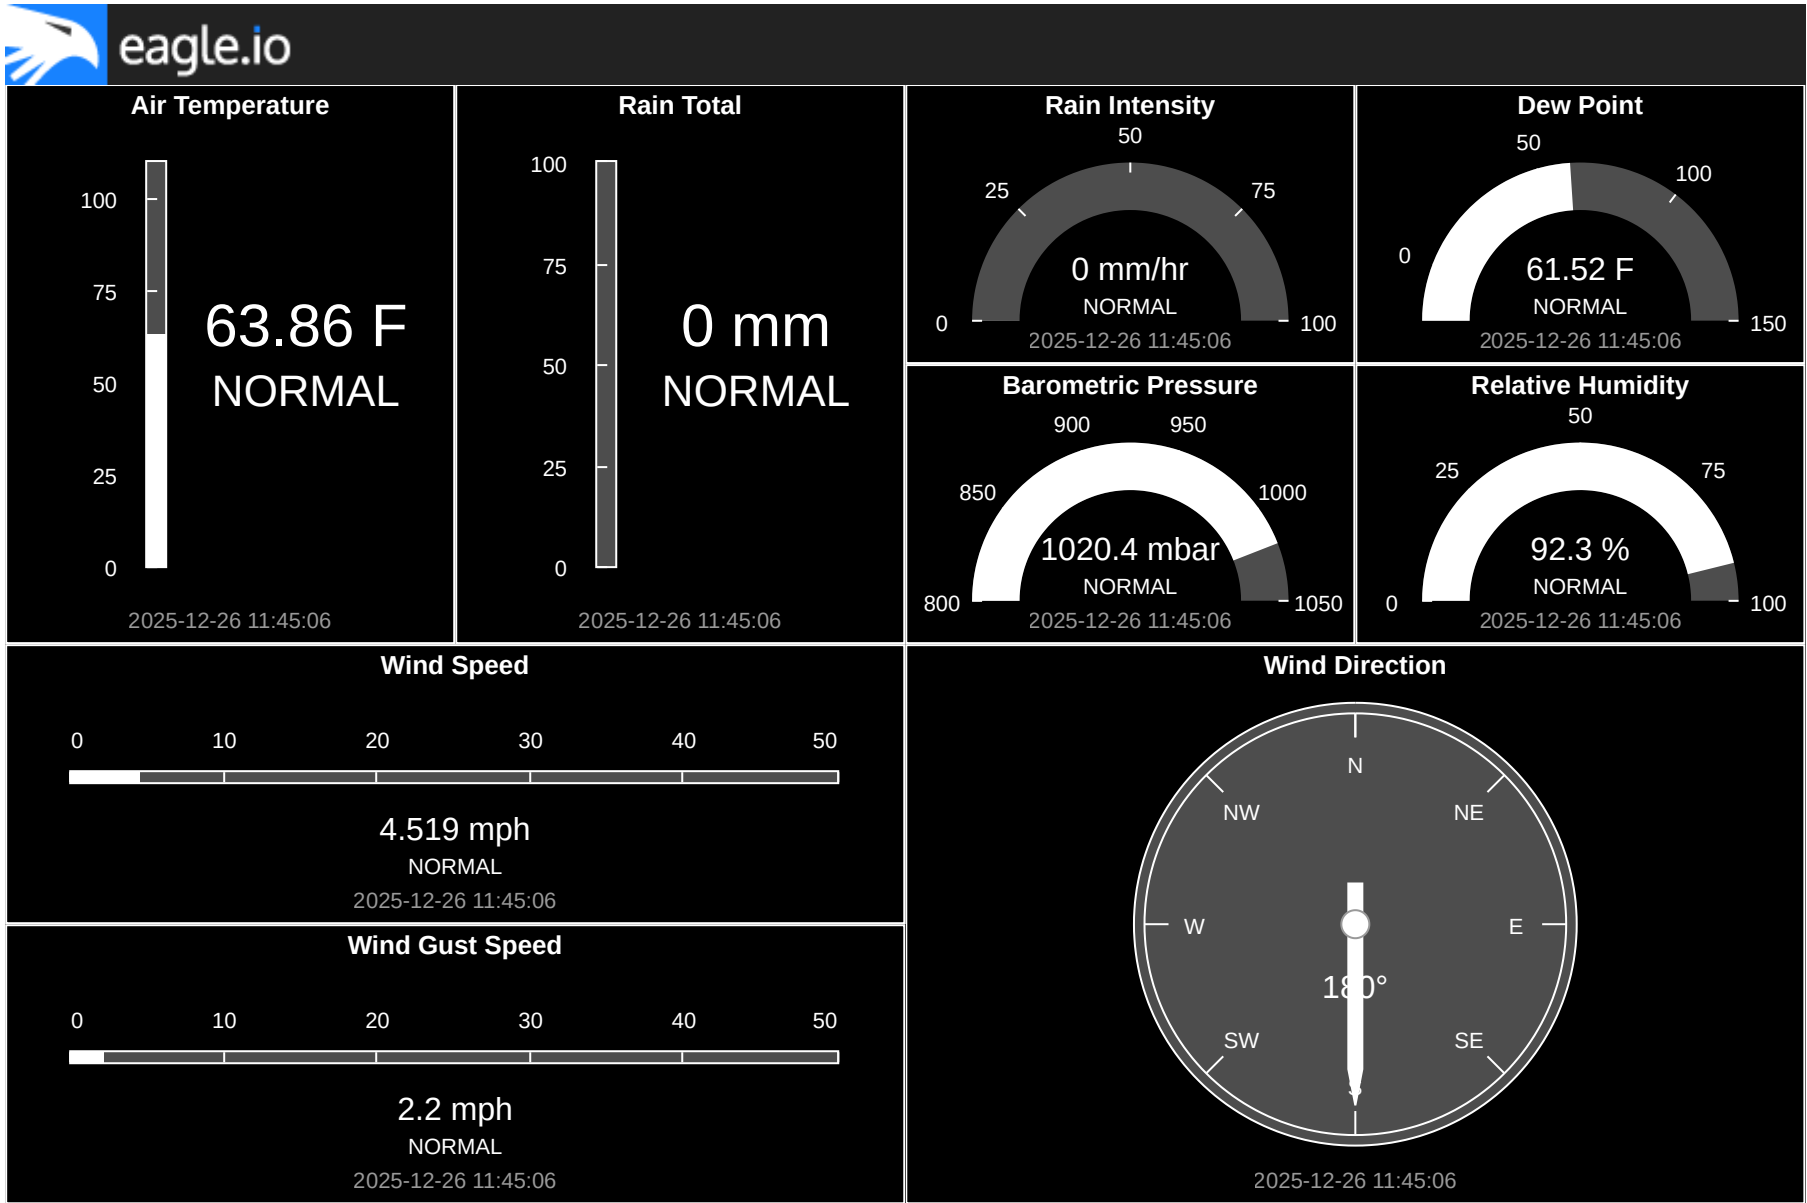 eagle.io
Air Temperature
100
75
50
25
0
63.86 F
NORMAL
2025-12-26 11:45:06
Rain Total
100
75
50
25
0
0 mm
NORMAL
2025-12-26 11:45:06
Rain Intensity
0
25
50
75
100
0 mm/hr
NORMAL
2025-12-26 11:45:06
Dew Point
0
50
100
150
61.52 F
NORMAL
2025-12-26 11:45:06
Barometric Pressure
800
850
900
950
1000
1050
1020.4 mbar
NORMAL
2025-12-26 11:45:06
Relative Humidity
0
25
50
75
100
92.3 %
NORMAL
2025-12-26 11:45:06
Wind Speed
0 10 20 30 40 50
4.519 mph
NORMAL
2025-12-26 11:45:06
Wind Gust Speed
0 10 20 30 40 50
2.2 mph
NORMAL
2025-12-26 11:45:06
Wind Direction
N
NW NE
W E
180°
SW SE
S
2025-12-26 11:45:06